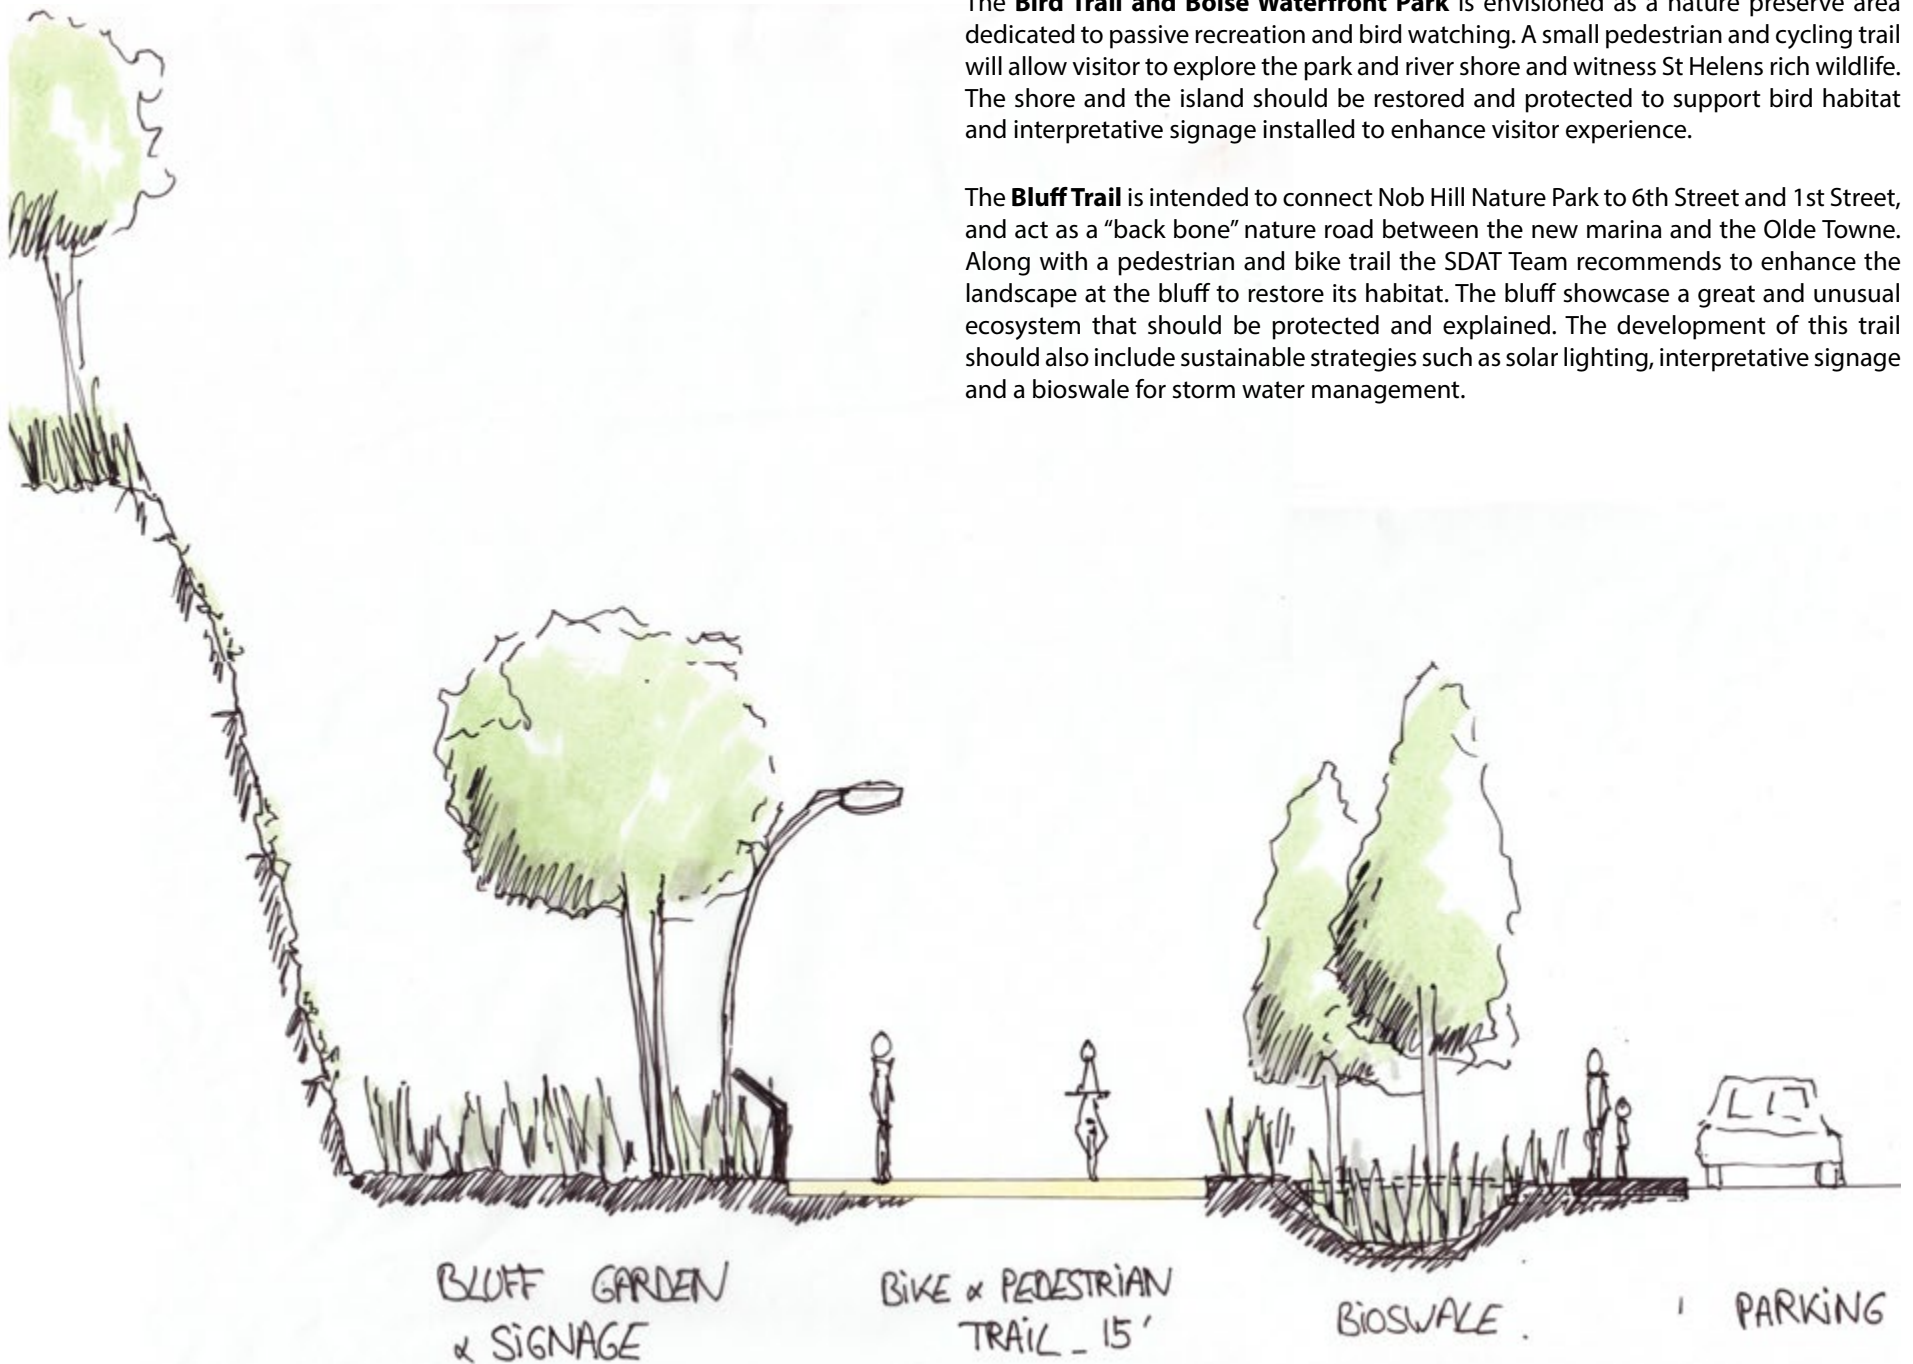 The Bird Trail and Boise Waterfront Park is envisioned as a nature preserve area
dedicated to passive recreation and bird watching. A small pedestrian and cycling trail
will allow visitor to explore the park and river shore and witness St Helens rich wildlife.
The shore and the island should be restored and protected to support bird habitat
and interpretative signage installed to enhance visitor experience.
The Bluff Trail is intended to connect Nob Hill Nature Park to 6th Street and 1st Street,
and act as a “back bone” nature road between the new marina and the Olde Towne.
Along with a pedestrian and bike trail the SDAT Team recommends to enhance the
landscape at the bluff to restore its habitat. The bluff showcase a great and unusual
ecosystem that should be protected and explained. The development of this trail
should also include sustainable strategies such as solar lighting, interpretative signage
and a bioswale for storm water management.
BLUFF GARDEN
& SIGNAGE
BIKE & PEDESTRIAN
TRAIL _ 15'
BIOSWALE.
PARKING